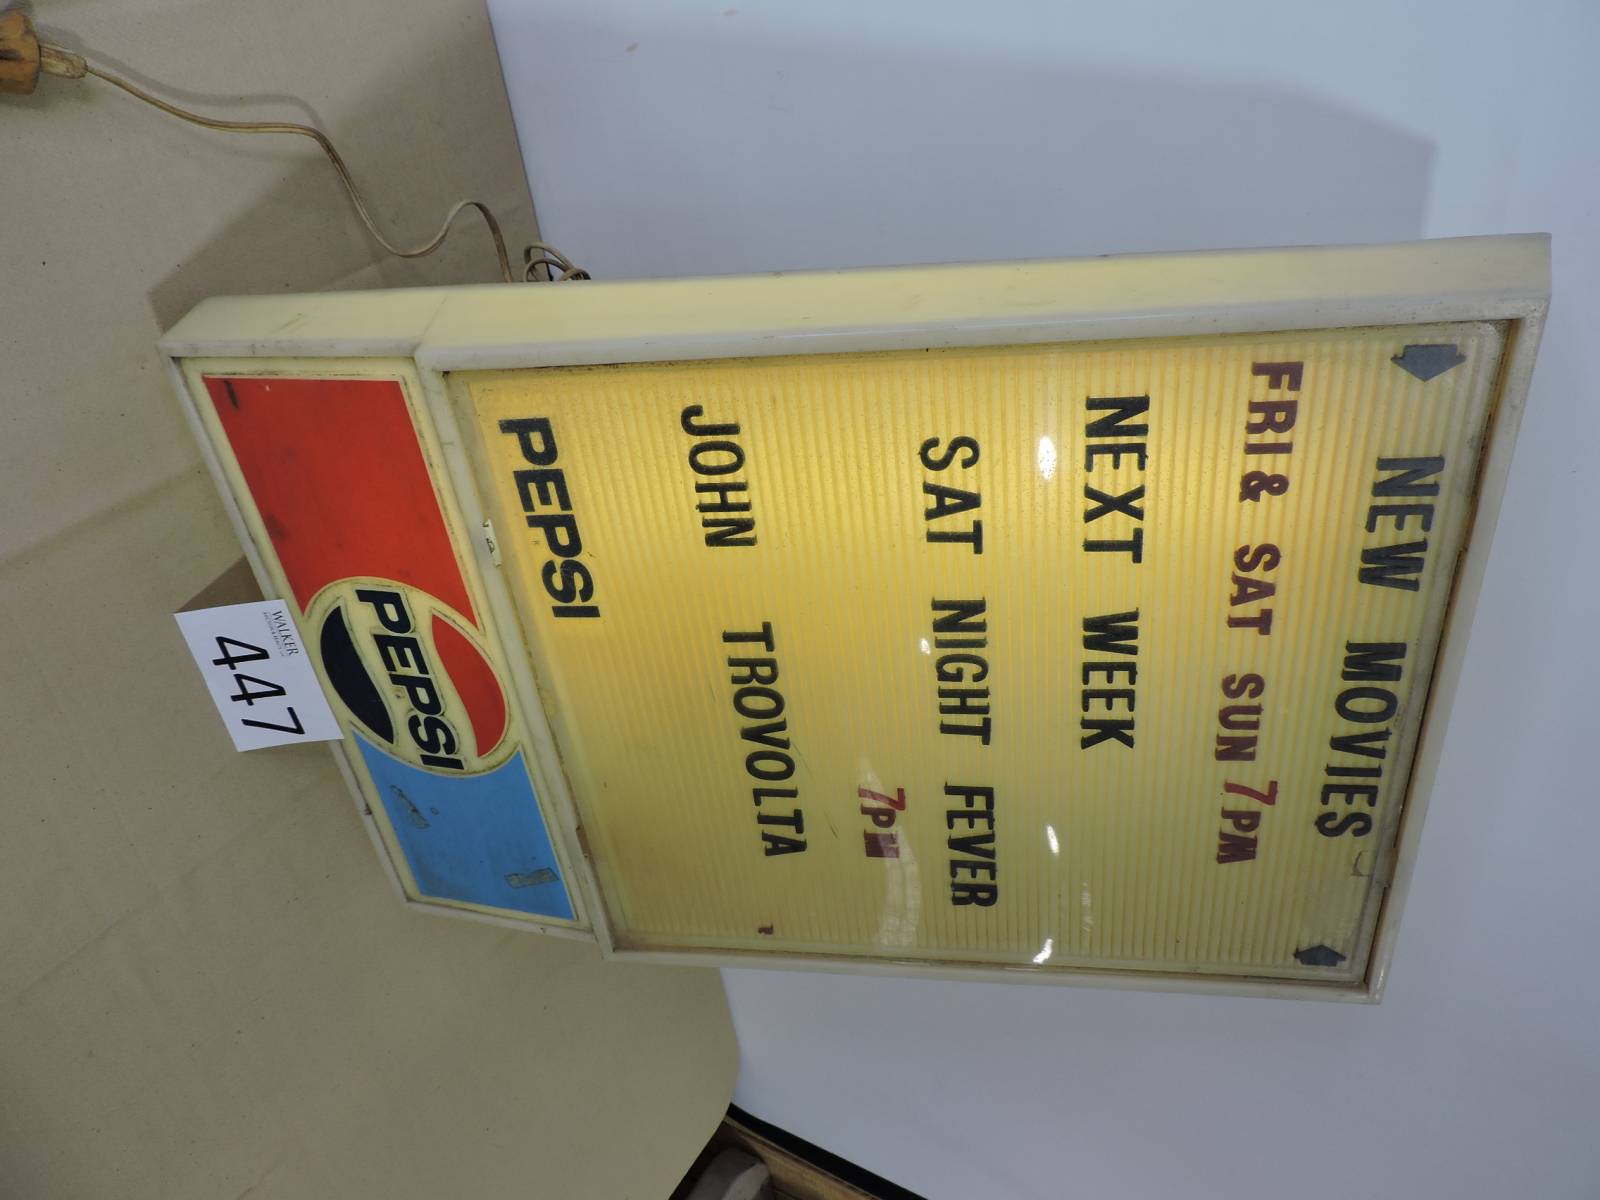 NEW MOVIES
FRI & SAT SUN 7PM
NEXT WEEK
SAT NIGHT FEVER
7PM
JOHN TROVOLTA
PEPSI
PEPSI
WALKER
447